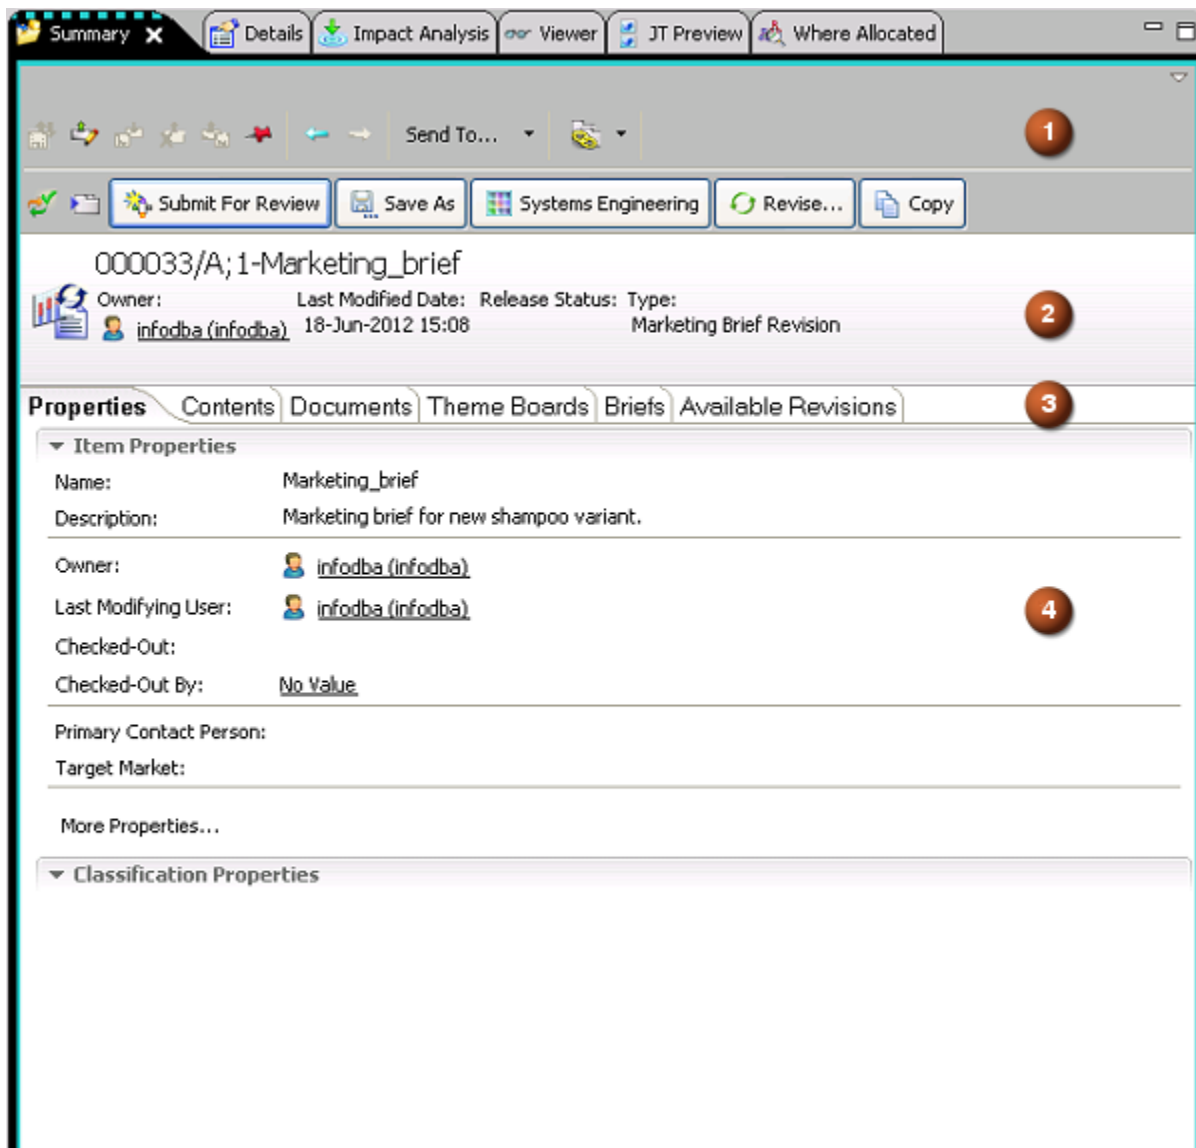 Summary Details Impact Analysis Viewer JT Preview Where Allocated
Send To... 1
Submit For Review Save As Systems Engineering Revise... Copy
000033/A;1-Marketing_brief
Owner: Last Modified Date: Release Status: Type:
infodba (infodba) 18-Jun-2012 15:08 Marketing Brief Revision 2
Properties Contents Documents Theme Boards Briefs Available Revisions 3
Item Properties
Name: Marketing_brief
Description: Marketing brief for new shampoo variant.
Owner: infodba (infodba)
Last Modifying User: infodba (infodba) 4
Checked-Out:
Checked-Out By: No Value
Primary Contact Person:
Target Market:
More Properties...
Classification Properties